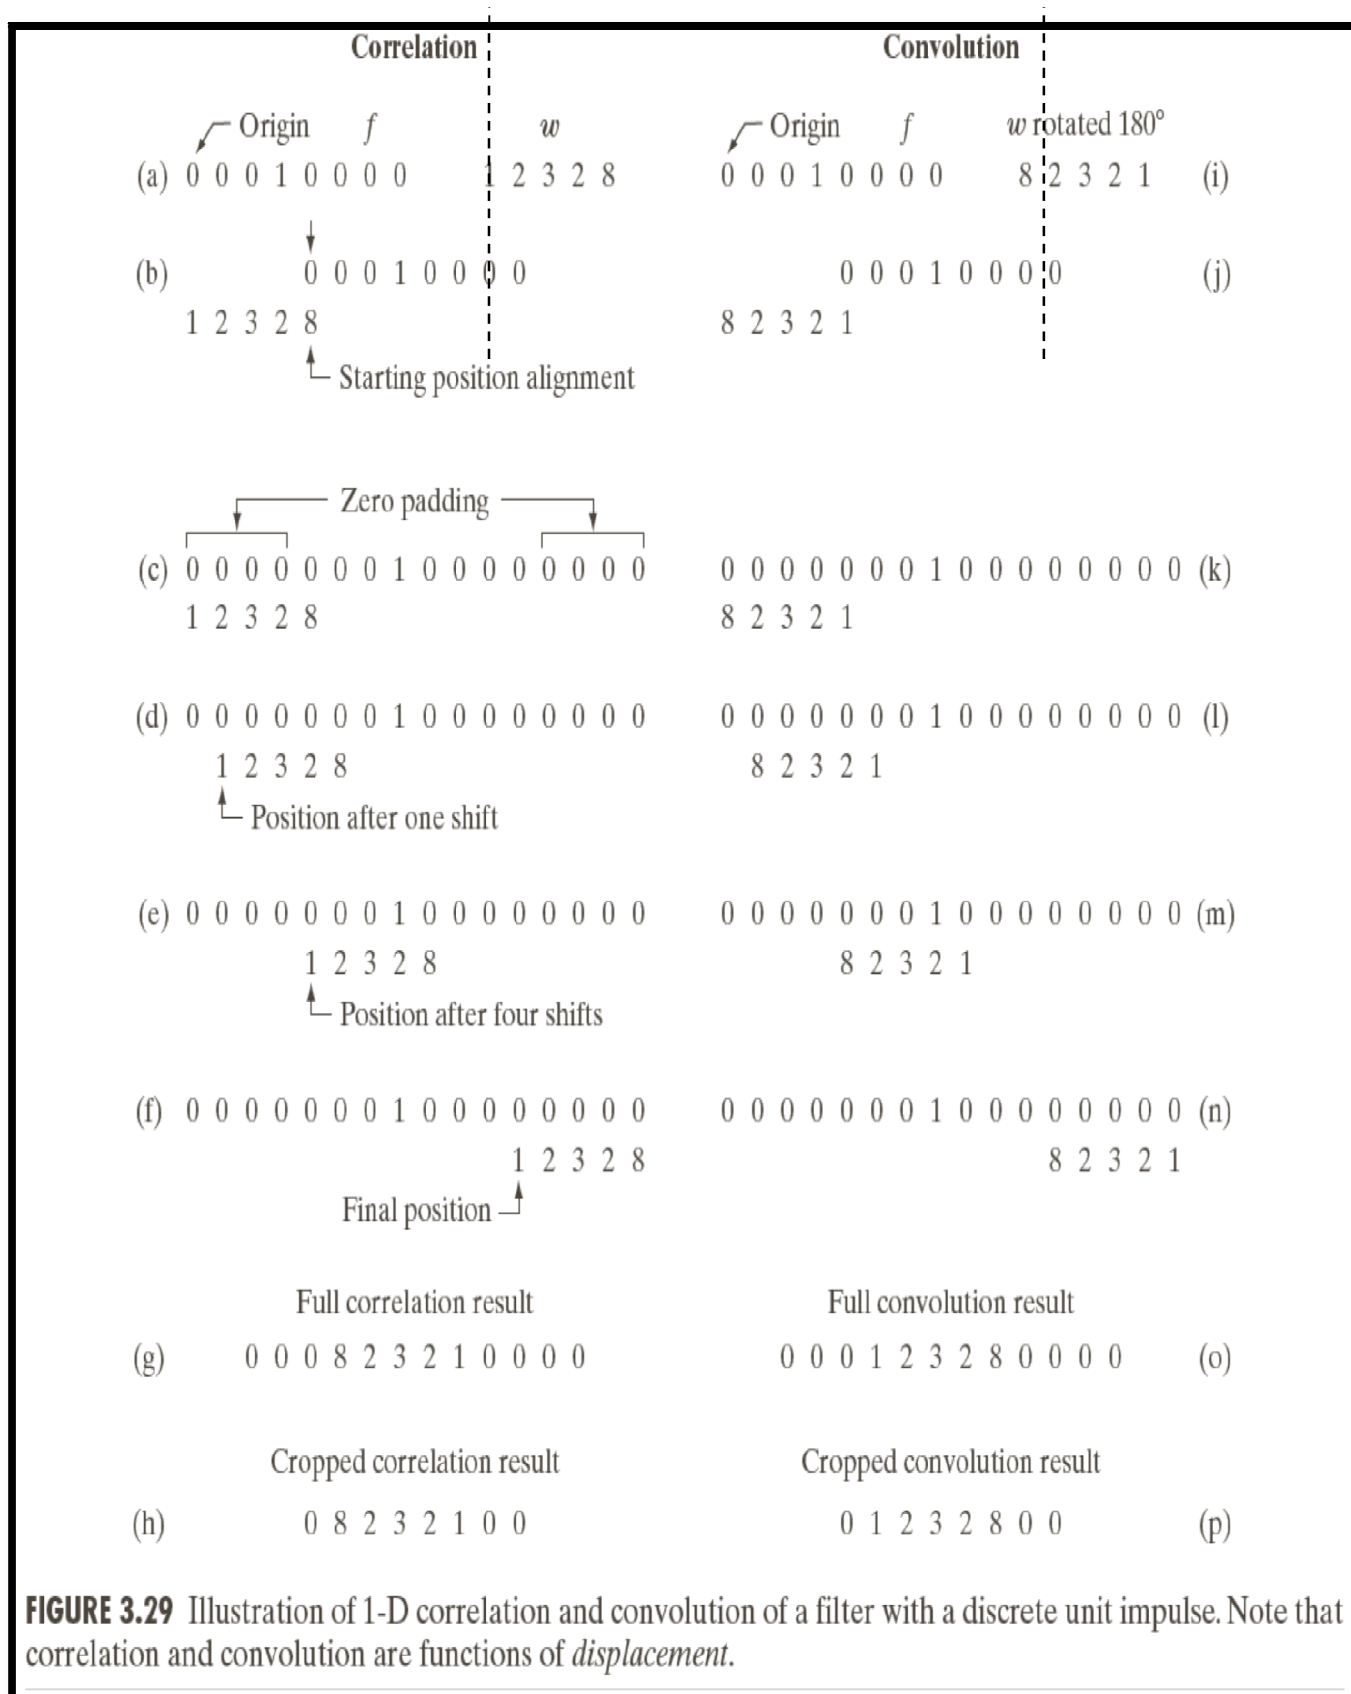 Correlation Convolution
Origin f w Origin f w rotated 180°
(a) 0 0 0 1 0 0 0 0 1 2 3 2 8 0 0 0 1 0 0 0 0 8 2 3 2 1 (i)
(b) 0 0 0 1 0 0 0 0 0 0 0 1 0 0 0 0 (j)
1 2 3 2 8 8 2 3 2 1
Starting position alignment
Zero padding
(c) 0 0 0 0 0 0 0 1 0 0 0 0 0 0 0 0 0 0 0 0 0 0 0 1 0 0 0 0 0 0 0 0 (k)
1 2 3 2 8 8 2 3 2 1
(d) 0 0 0 0 0 0 0 1 0 0 0 0 0 0 0 0 0 0 0 0 0 0 0 1 0 0 0 0 0 0 0 0 (l)
1 2 3 2 8 8 2 3 2 1
Position after one shift
(e) 0 0 0 0 0 0 0 1 0 0 0 0 0 0 0 0 0 0 0 0 0 0 0 1 0 0 0 0 0 0 0 0 (m)
1 2 3 2 8 8 2 3 2 1
Position after four shifts
(f) 0 0 0 0 0 0 0 1 0 0 0 0 0 0 0 0 0 0 0 0 0 0 0 1 0 0 0 0 0 0 0 0 (n)
1 2 3 2 8 8 2 3 2 1
Final position
Full correlation result Full convolution result
(g) 0 0 0 8 2 3 2 1 0 0 0 0 0 0 0 1 2 3 2 8 0 0 0 0 (o)
Cropped correlation result Cropped convolution result
(h) 0 8 2 3 2 1 0 0 0 1 2 3 2 8 0 0 (p)
FIGURE 3.29 Illustration of 1-D correlation and convolution of a filter with a discrete unit impulse. Note that
correlation and convolution are functions of displacement.